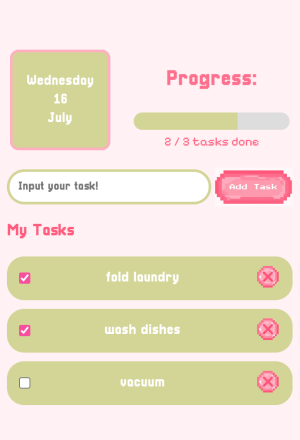 Wednesday
16
July
Progress:
2 / 3 tasks done
Input your task!
Add Task
My Tasks
fold laundry
wash dishes
vacuum